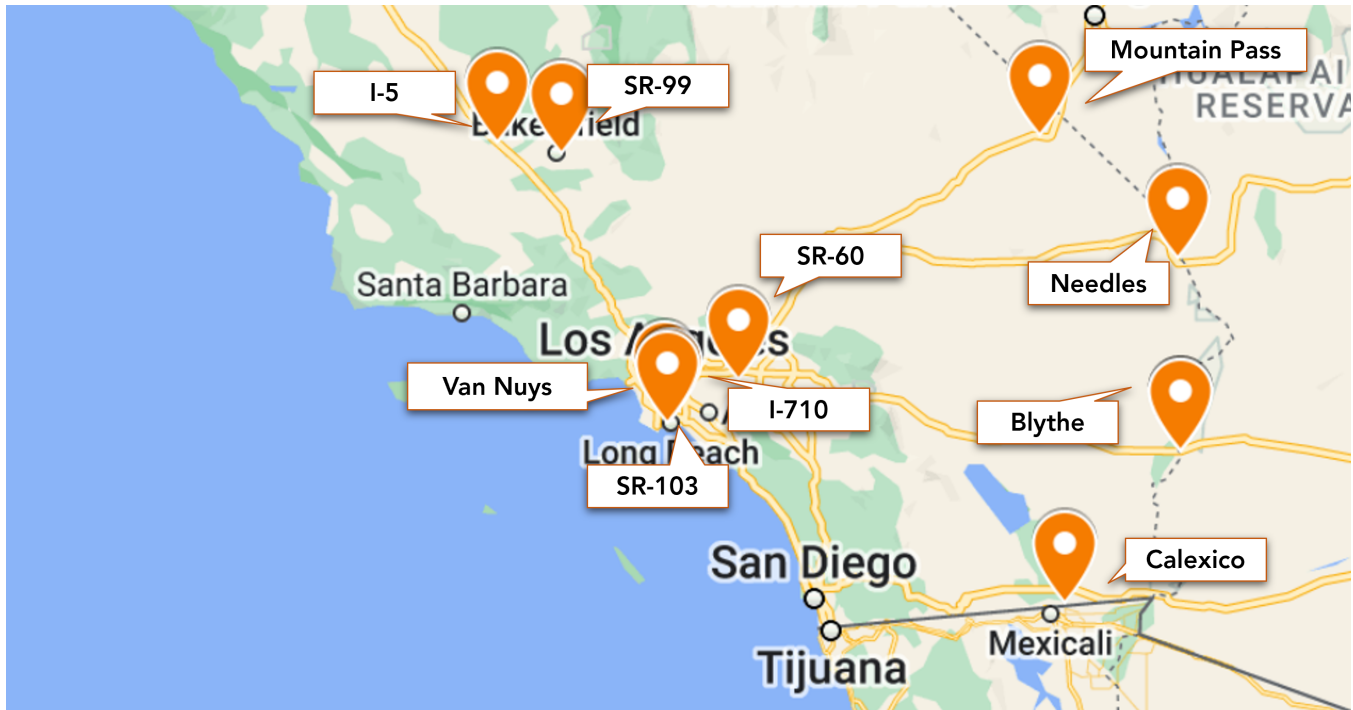 Mountain Pass
HUALAPAI
RESERVA
I-5
SR-99
Bakersfield
SR-60
Needles
Santa Barbara
Los Angeles
Van Nuys
I-710
Blythe
Long Beach
SR-103
San Diego
Calexico
Mexicali
Tijuana